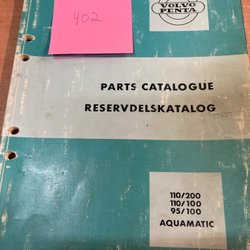 VOLVO
PENTA
402
PARTS CATALOGUE
RESERVDELSKATALOG
110/200
110/100
95/100
AQUAMATIC